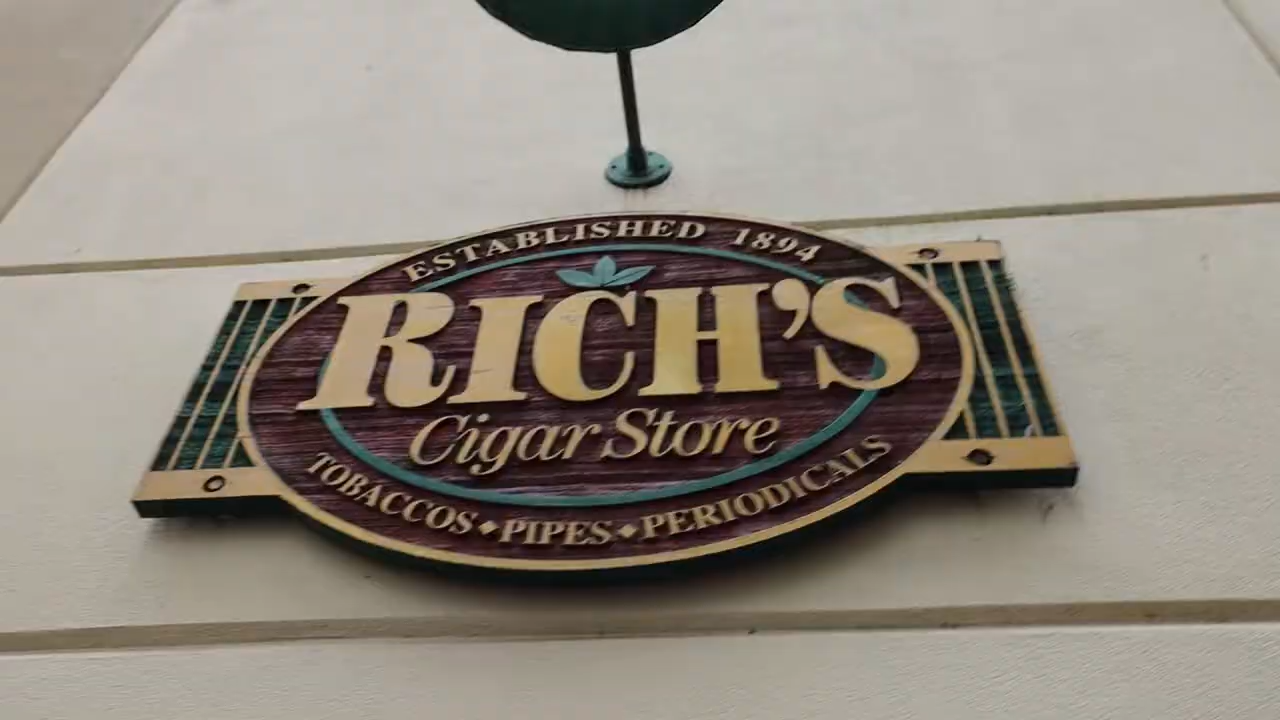 ESTABLISHED 1894
RICH'S
Cigar Store
TOBACCOS◆PIPES◆PERIODICALS